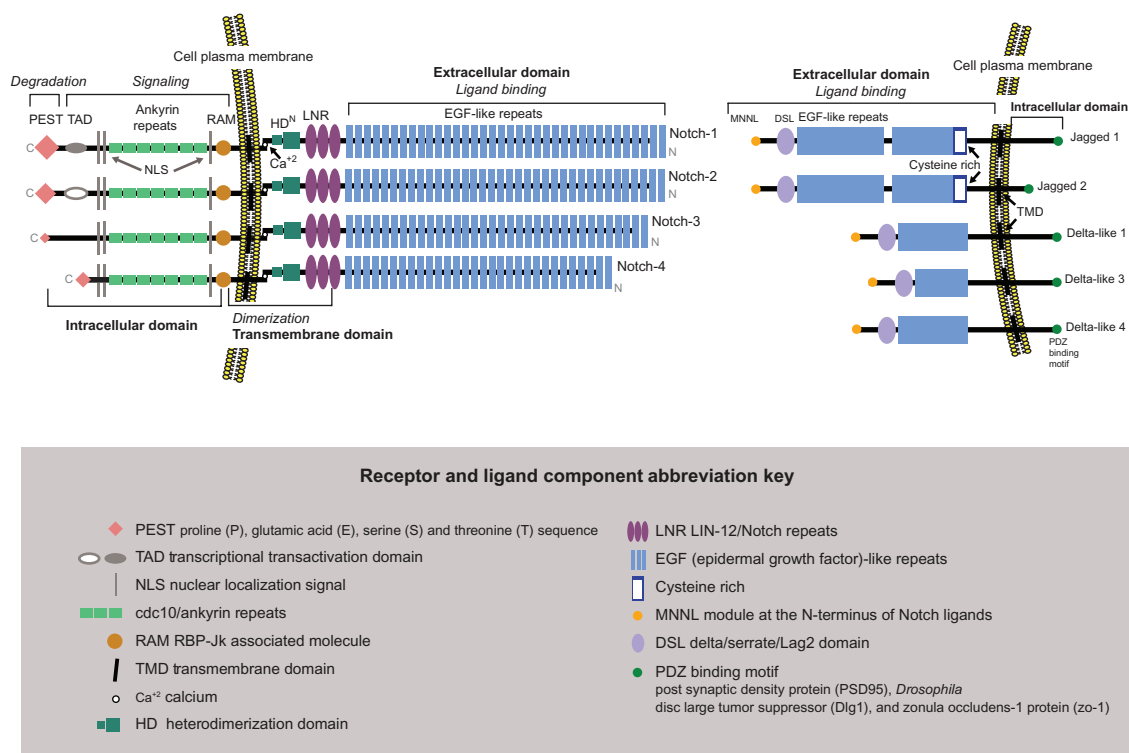 Cell plasma membrane
Degradation
Signaling
Extracellular domain
Ligand binding
PEST
TAD
Ankyrin
repeats
RAM
HDᴺ
LNR
EGF-like repeats
C
NLS
Ca⁺²
Notch-1
N
C
Notch-2
N
C
Notch-3
N
C
Notch-4
N
Intracellular domain
Dimerization
Transmembrane domain
Cell plasma membrane
Extracellular domain
Ligand binding
Intracellular domain
MNNL
DSL
EGF-like repeats
Jagged 1
Cysteine rich
Jagged 2
TMD
Delta-like 1
Delta-like 3
Delta-like 4
PDZ
binding
motif
Receptor and ligand component abbreviation key
PEST proline (P), glutamic acid (E), serine (S) and threonine (T) sequence
TAD transcriptional transactivation domain
NLS nuclear localization signal
cdc10/ankyrin repeats
RAM RBP-Jk associated molecule
TMD transmembrane domain
Ca⁺² calcium
HD heterodimerization domain
LNR LIN-12/Notch repeats
EGF (epidermal growth factor)-like repeats
Cysteine rich
MNNL module at the N-terminus of Notch ligands
DSL delta/serrate/Lag2 domain
PDZ binding motif
post synaptic density protein (PSD95), Drosophila
disc large tumor suppressor (Dlg1), and zonula occludens-1 protein (zo-1)